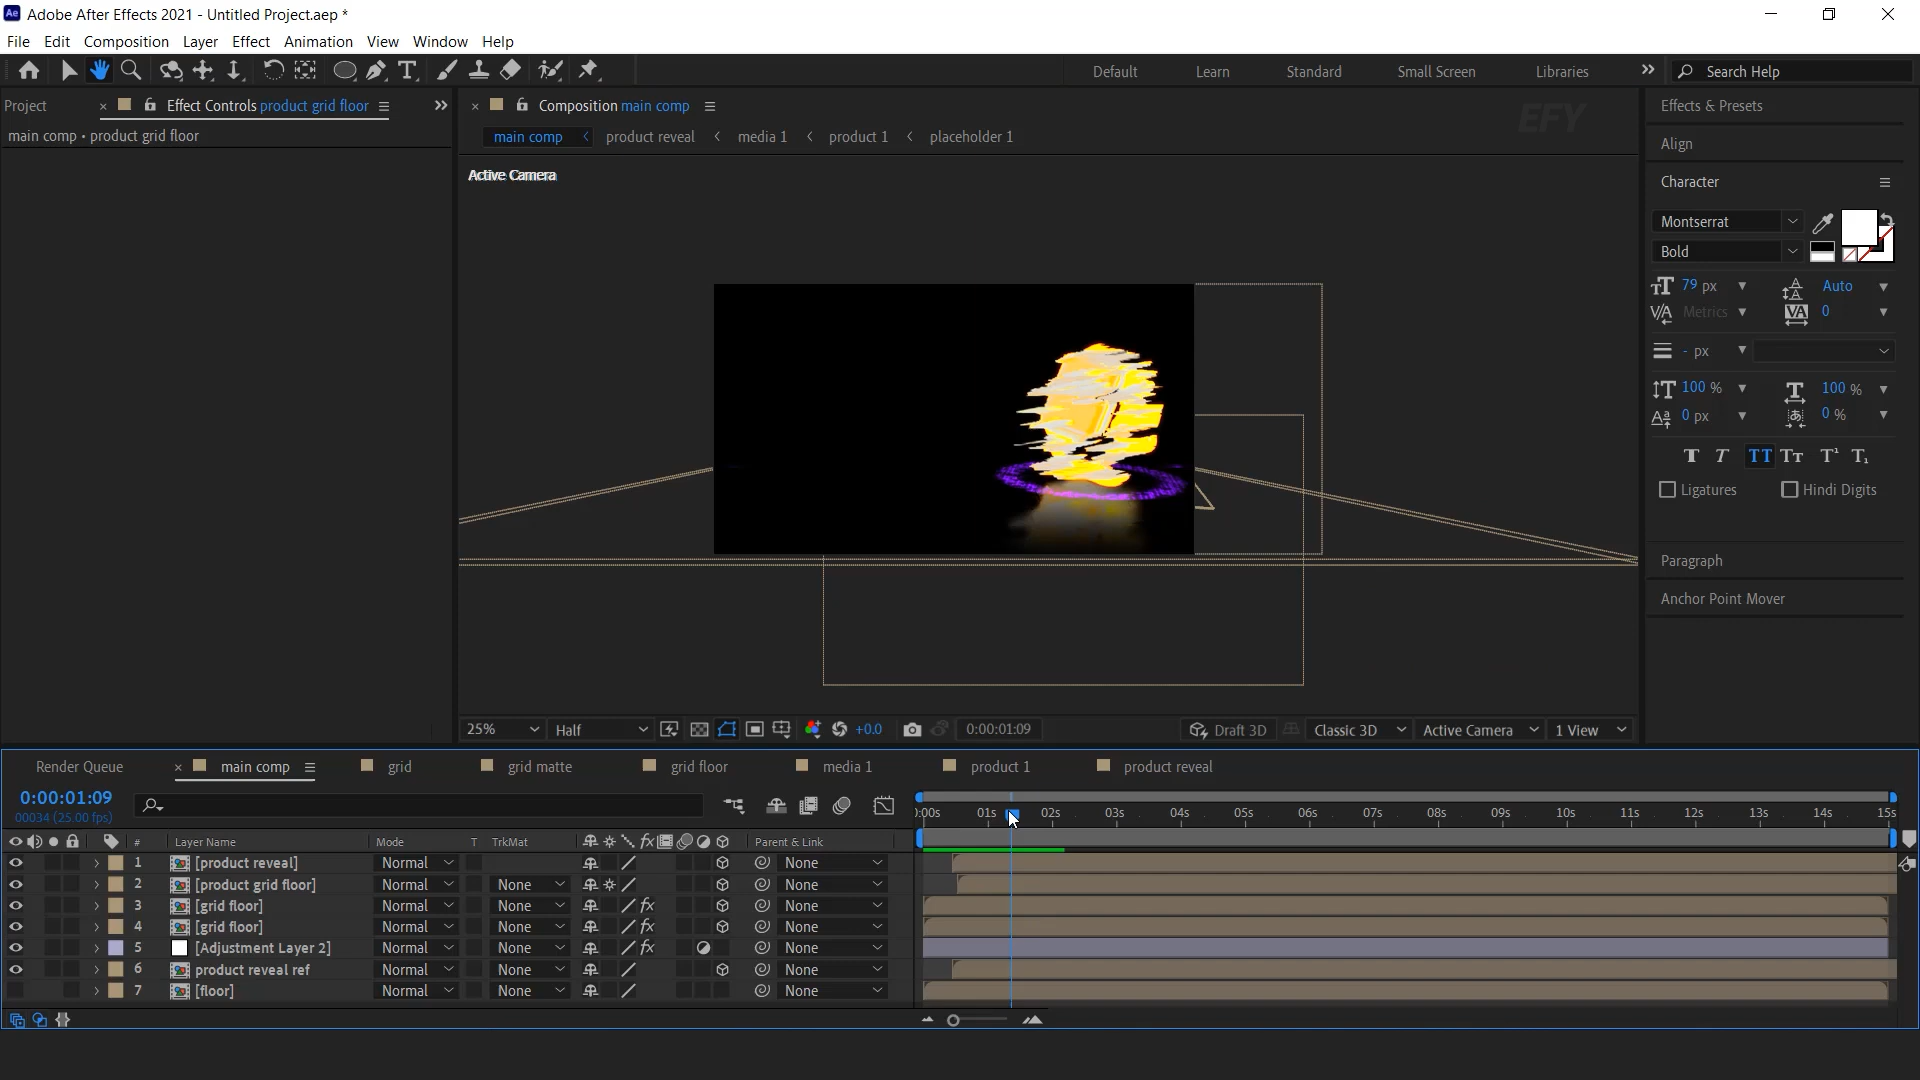 Adobe After Effects 2021 - Untitled Project.aep *
File Edit Composition Layer Effect Animation View Window Help
Default Learn Standard Small Screen Libraries Search Help
Project Effect Controls product grid floor
main comp • product grid floor
Composition main comp
EFY
main comp product reveal media 1 product 1 placeholder 1
Active Camera
25% Half +0.0 0:00:01:09 Draft 3D Classic 3D Active Camera 1 View
Effects & Presets
Align
Character
Montserrat
Bold
79 px Auto
Metrics 0
- px
100 % 100 %
0 px 0 %
Ligatures Hindi Digits
Paragraph
Anchor Point Mover
Render Queue main comp grid grid matte grid floor media 1 product 1 product reveal
0:00:01:09
00034 (25.00 fps)
):00s 01s 02s 03s 04s 05s 06s 07s 08s 09s 10s 11s 12s 13s 14s 15s
# Layer Name Mode T TrkMat Parent & Link
1 [product reveal] Normal None
2 [product grid floor] Normal None None
3 [grid floor] Normal None fx None
4 [grid floor] Normal None fx None
5 [Adjustment Layer 2] Normal None fx None
6 product reveal ref Normal None None
7 [floor] Normal None None